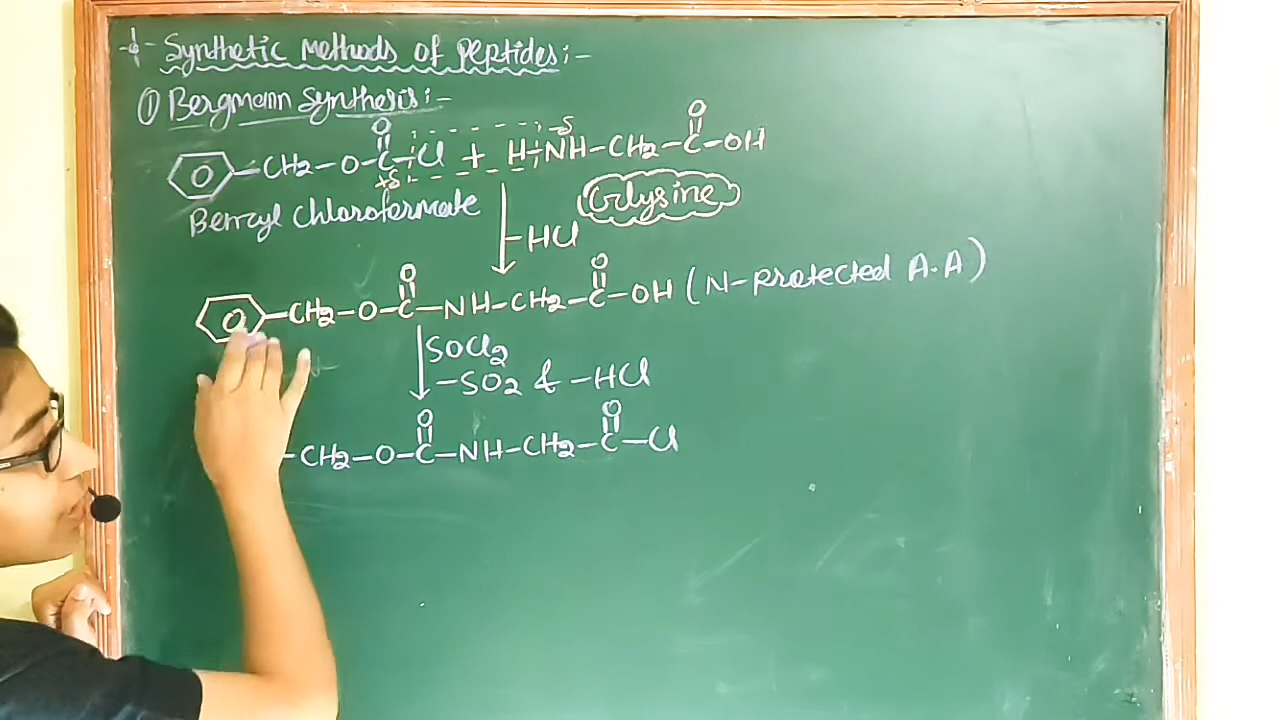 Synthetic Methods of Peptides:-
① Bergmann Synthesis:-
O O
CH2-O-C-Cl + H-NH-CH2-C-OH
+δ -δ
Benzyl Chloroformate Glysine
-HCl
O O
CH2-O-C-NH-CH2-C-OH (N-protected A.A)
SOCl2
-SO2 & -HCl
O O
-CH2-O-C-NH-CH2-C-Cl